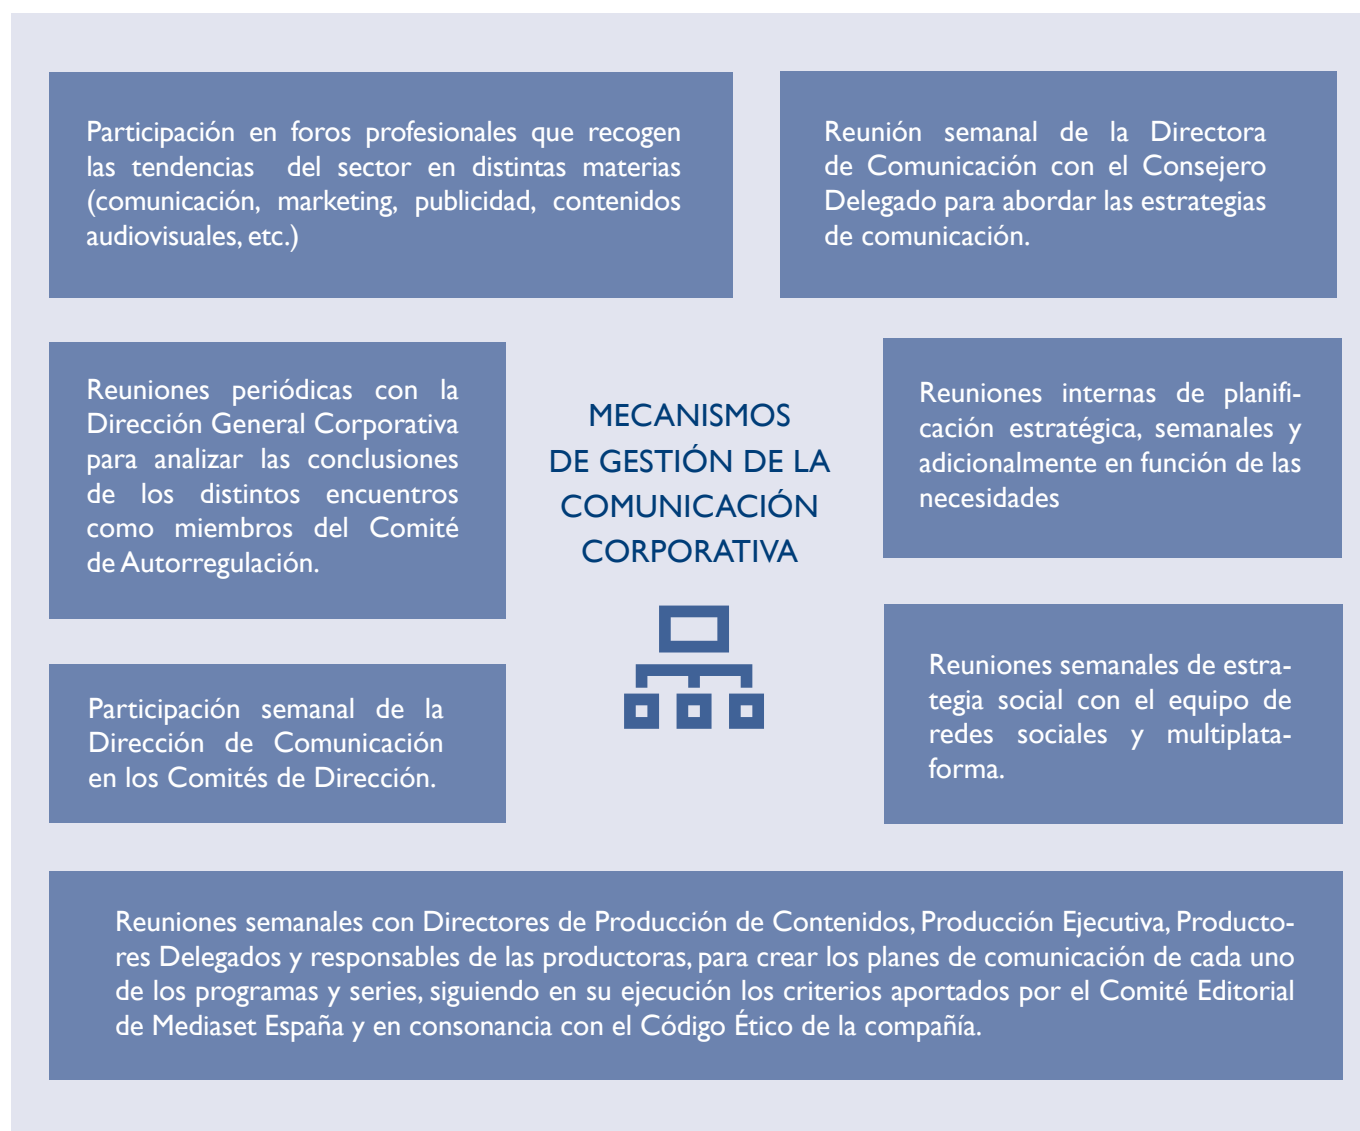 Participación en foros profesionales que recogen
las tendencias del sector en distintas materias
(comunicación, marketing, publicidad, contenidos
audiovisuales, etc.)
Reunión semanal de la Directora
de Comunicación con el Consejero
Delegado para abordar las estrategias
de comunicación.
Reuniones periódicas con la
Dirección General Corporativa
para analizar las conclusiones
de los distintos encuentros
como miembros del Comité
de Autorregulación.
MECANISMOS
DE GESTIÓN DE LA
COMUNICACIÓN
CORPORATIVA
Reuniones internas de planifi-
cación estratégica, semanales y
adicionalmente en función de las
necesidades
Participación semanal de la
Dirección de Comunicación
en los Comités de Dirección.
Reuniones semanales de estra-
tegia social con el equipo de
redes sociales y multiplata-
forma.
Reuniones semanales con Directores de Producción de Contenidos, Producción Ejecutiva, Producto-
res Delegados y responsables de las productoras, para crear los planes de comunicación de cada uno
de los programas y series, siguiendo en su ejecución los criterios aportados por el Comité Editorial
de Mediaset España y en consonancia con el Código Ético de la compañía.